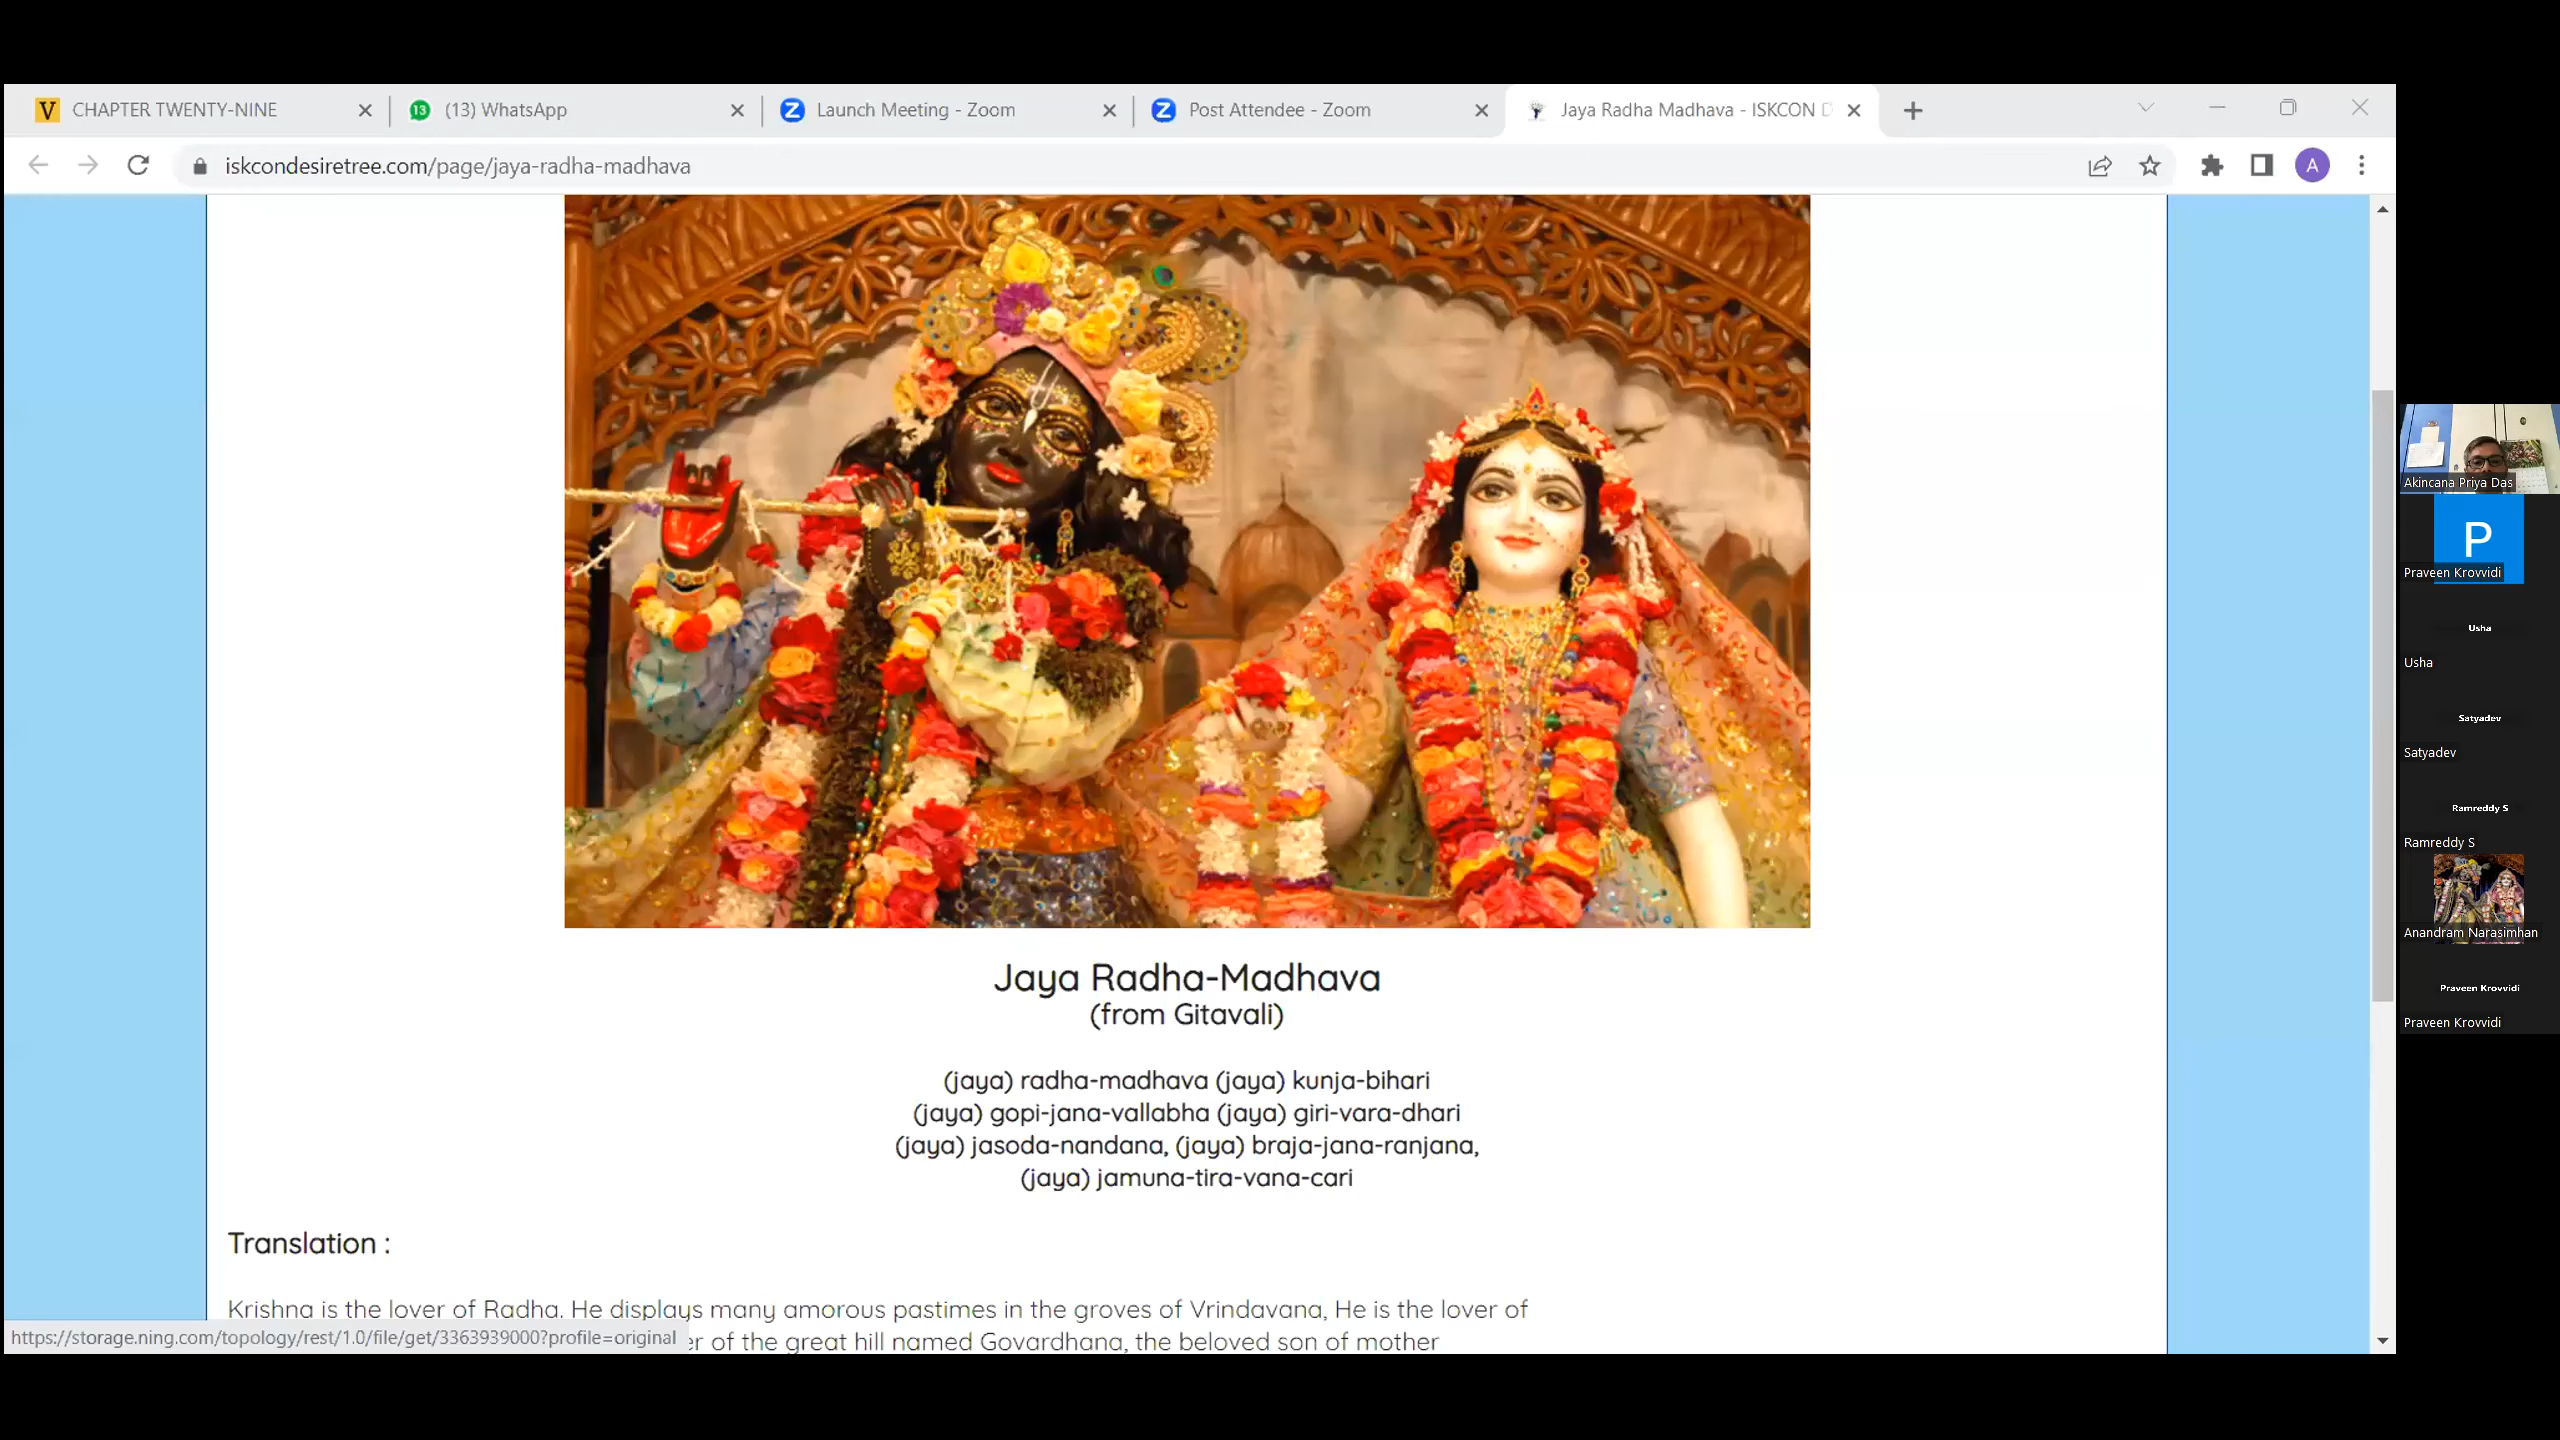 CHAPTER TWENTY-NINE
13
(13) WhatsApp
Launch Meeting - Zoom
Post Attendee - Zoom
Jaya Radha Madhava - ISKCON D
iskcondesiretree.com/page/jaya-radha-madhava
A
Jaya Radha-Madhava
(from Gitavali)
(jaya) radha-madhava (jaya) kunja-bihari
(jaya) gopi-jana-vallabha (jaya) giri-vara-dhari
(jaya) jasoda-nandana, (jaya) braja-jana-ranjana,
(jaya) jamuna-tira-vana-cari
Translation :
Krishna is the lover of Radha. He displays many amorous pastimes in the groves of Vrindavana, He is the lover of
er of the great hill named Govardhana, the beloved son of mother
https://storage.ning.com/topology/rest/1.0/file/get/3363939000?profile=original
Akincana Priya Das
P
Praveen Krovvidi
Usha
Usha
Satyadev
Satyadev
Ramreddy S
Ramreddy S
Anandram Narasimhan
Praveen Krovvidi
Praveen Krovvidi